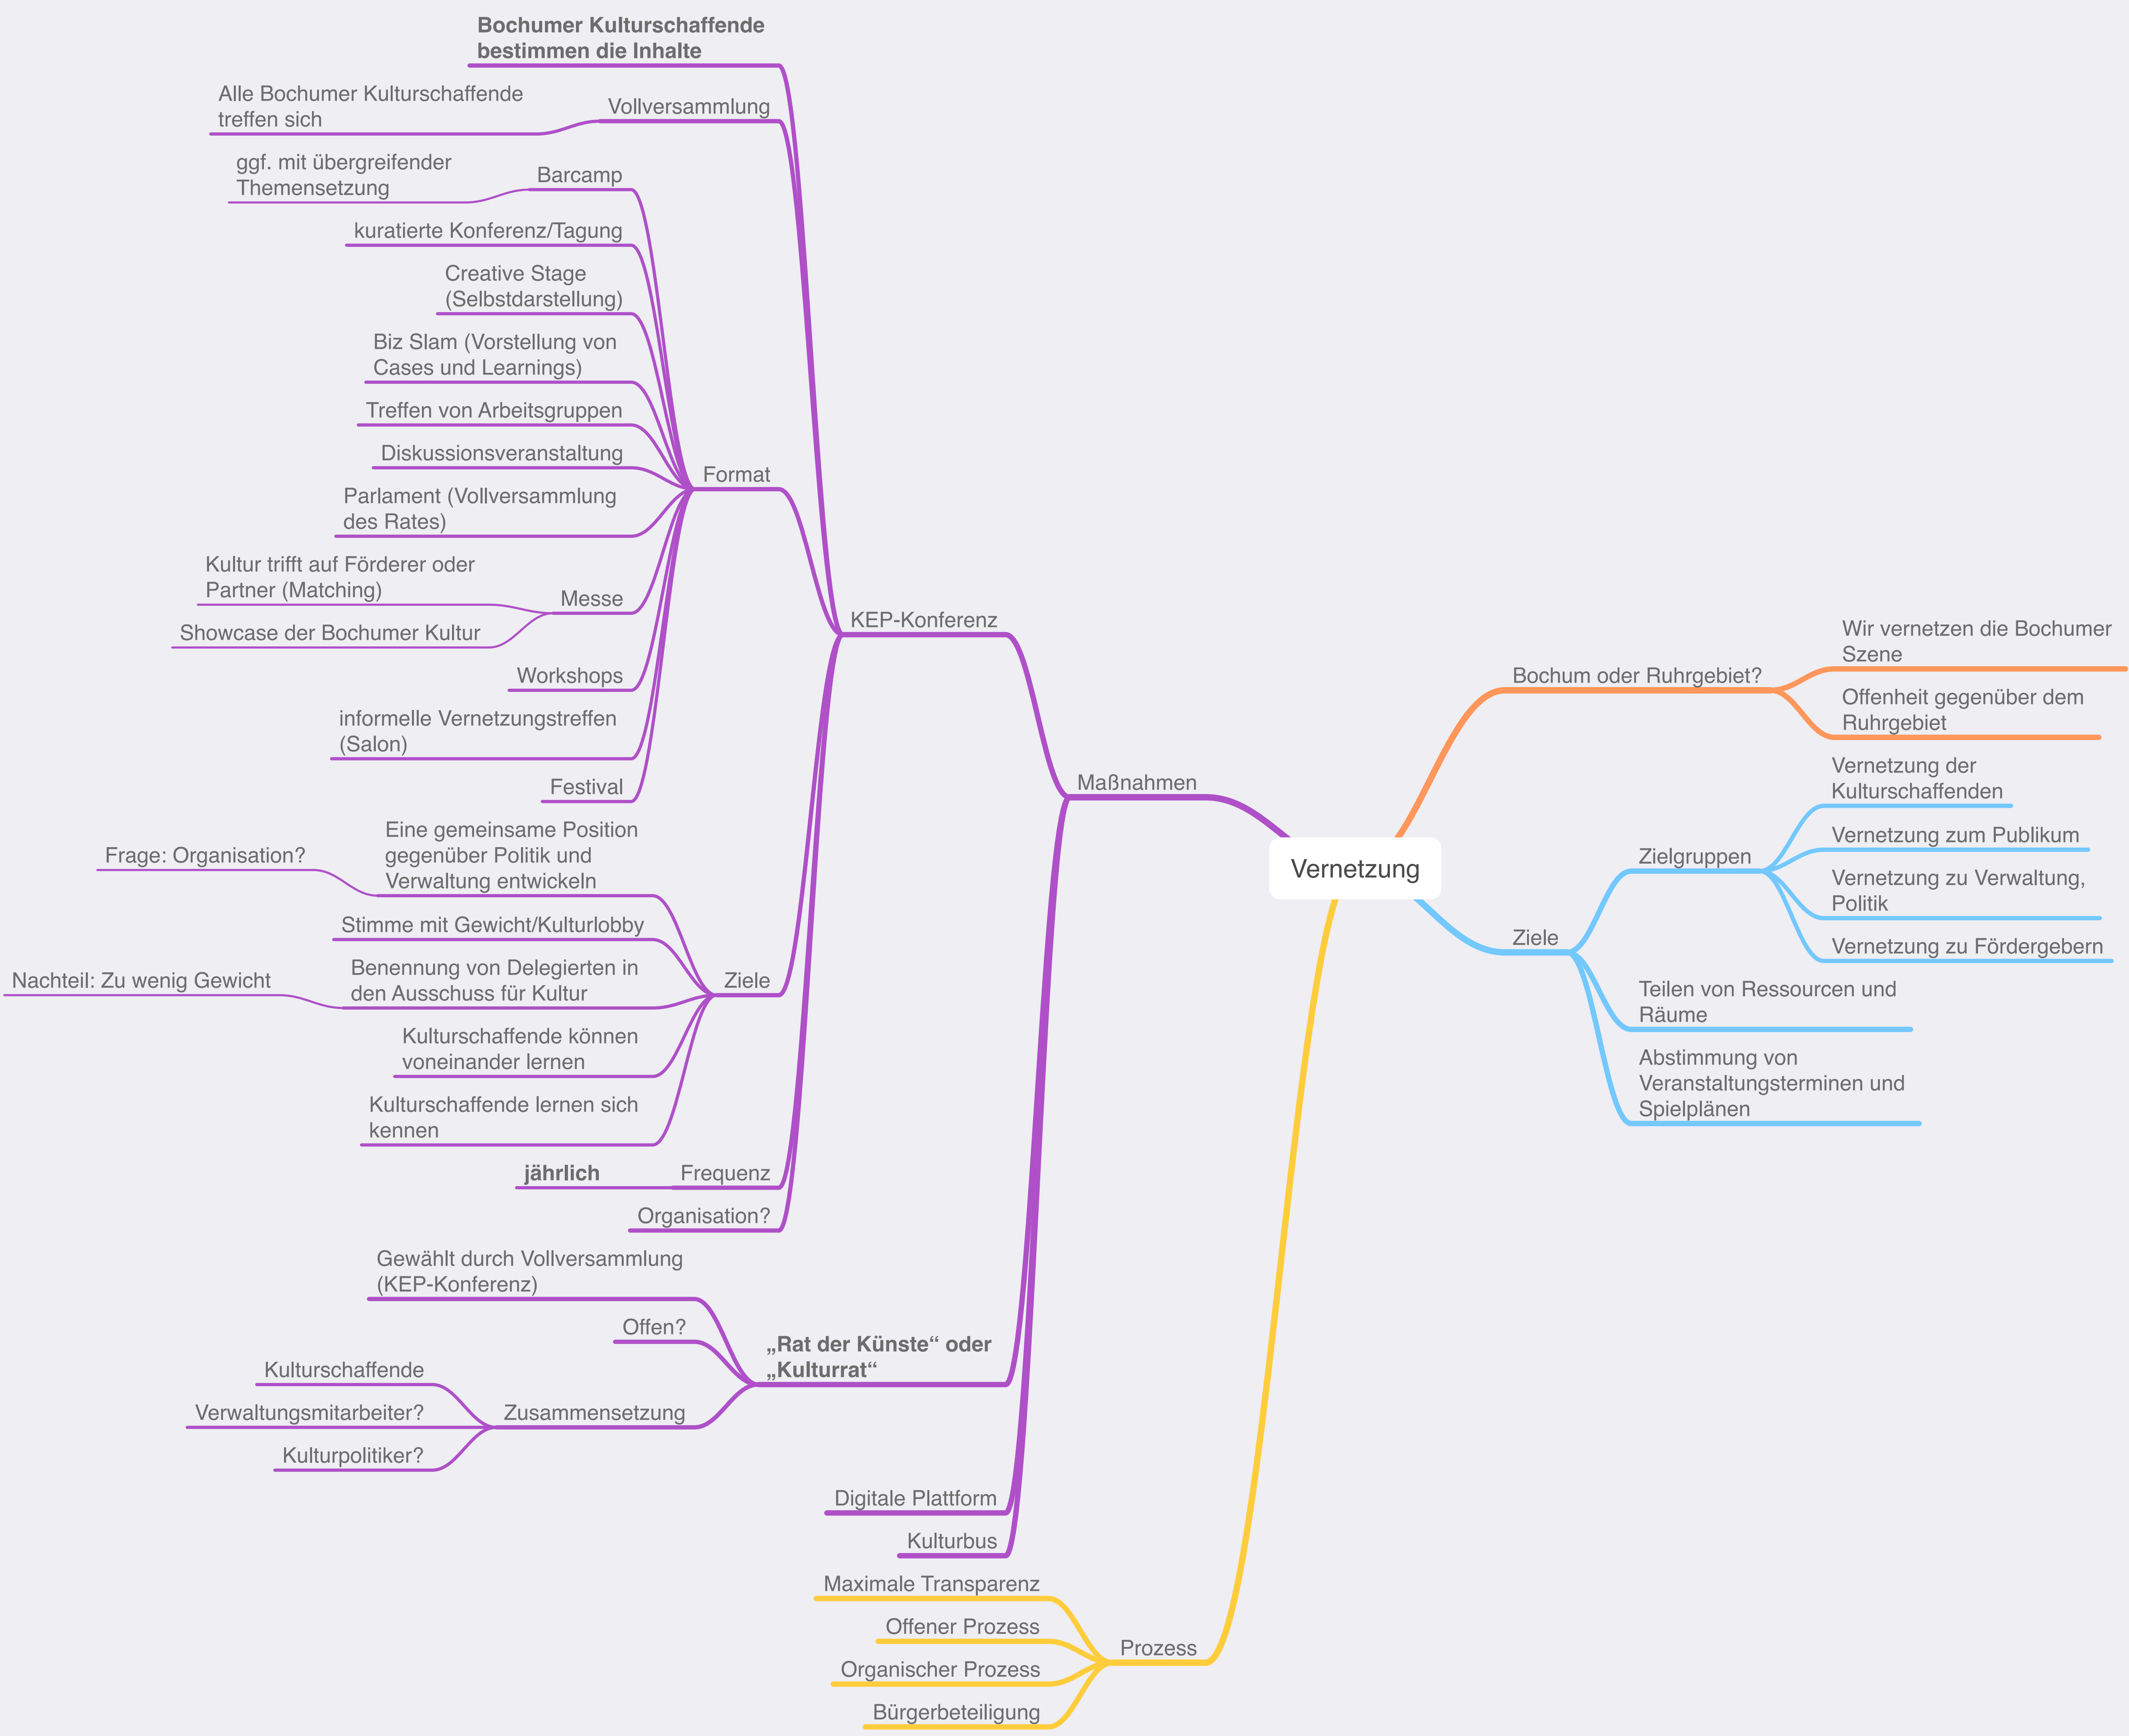 Bochumer Kulturschaffende
bestimmen die Inhalte
Alle Bochumer Kulturschaffende
treffen sich
Vollversammlung
ggf. mit übergreifender
Themensetzung
Barcamp
kuratierte Konferenz/Tagung
Creative Stage
(Selbstdarstellung)
Biz Slam (Vorstellung von
Cases und Learnings)
Treffen von Arbeitsgruppen
Diskussionsveranstaltung
Format
Parlament (Vollversammlung
des Rates)
Kultur trifft auf Förderer oder
Partner (Matching)
Messe
Showcase der Bochumer Kultur
Workshops
informelle Vernetzungstreffen
(Salon)
Festival
KEP-Konferenz
Eine gemeinsame Position
gegenüber Politik und
Verwaltung entwickeln
Frage: Organisation?
Stimme mit Gewicht/Kulturlobby
Benennung von Delegierten in
den Ausschuss für Kultur
Nachteil: Zu wenig Gewicht
Ziele
Kulturschaffende können
voneinander lernen
Kulturschaffende lernen sich
kennen
jährlich
Frequenz
Organisation?
Maßnahmen
Gewählt durch Vollversammlung
(KEP-Konferenz)
Offen?
„Rat der Künste“ oder
„Kulturrat“
Kulturschaffende
Verwaltungsmitarbeiter?
Zusammensetzung
Kulturpolitiker?
Digitale Plattform
Kulturbus
Maximale Transparenz
Offener Prozess
Prozess
Organischer Prozess
Bürgerbeteiligung
Vernetzung
Bochum oder Ruhrgebiet?
Wir vernetzen die Bochumer
Szene
Offenheit gegenüber dem
Ruhrgebiet
Ziele
Zielgruppen
Vernetzung der
Kulturschaffenden
Vernetzung zum Publikum
Vernetzung zu Verwaltung,
Politik
Vernetzung zu Fördergebern
Teilen von Ressourcen und
Räume
Abstimmung von
Veranstaltungsterminen und
Spielplänen